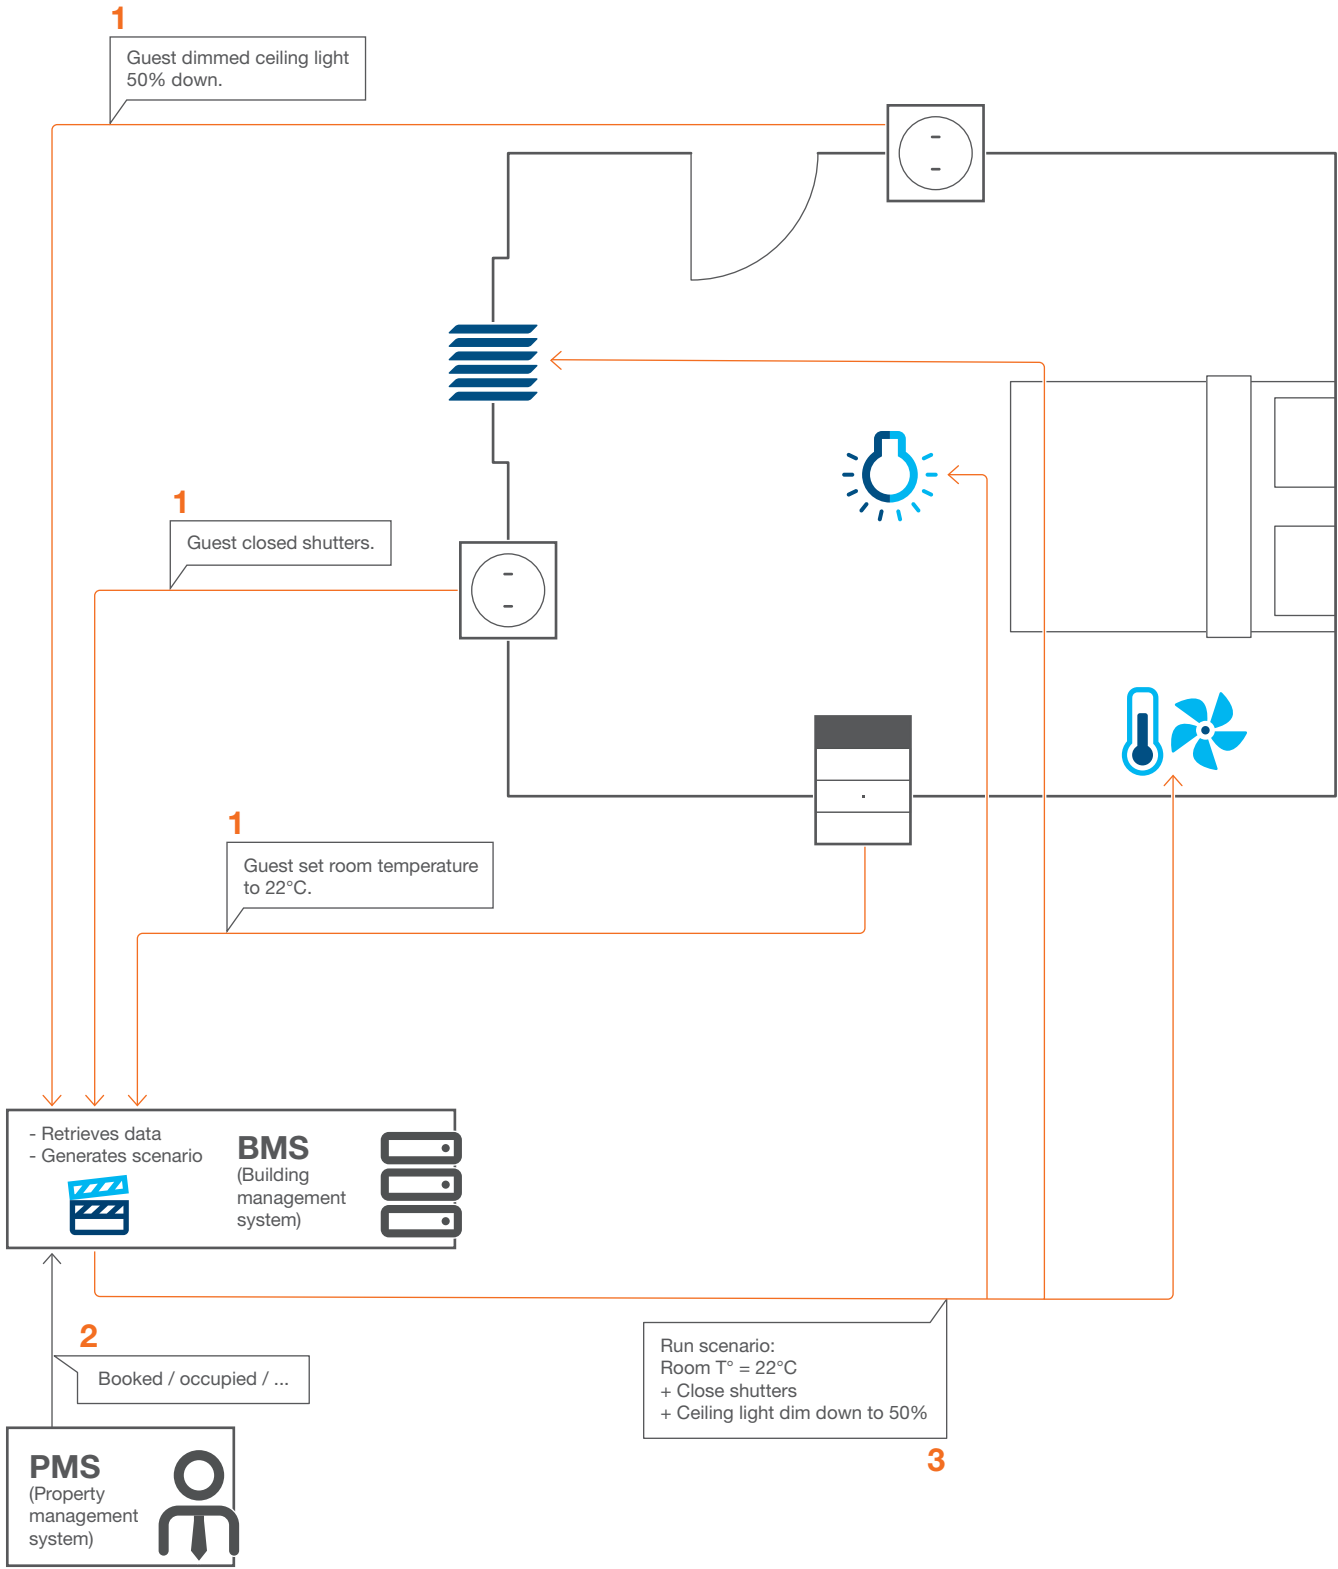 1
Guest dimmed ceiling light
50% down.
1
Guest closed shutters.
1
Guest set room temperature
to 22°C.
- Retrieves data
- Generates scenario
BMS
(Building
management
system)
2
Booked / occupied / ...
Run scenario:
Room T° = 22°C
+ Close shutters
+ Ceiling light dim down to 50%
3
PMS
(Property
management
system)